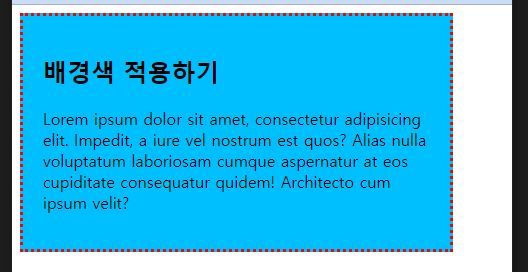 배경색 적용하기
Lorem ipsum dolor sit amet, consectetur adipisicing
elit. Impedit, a iure vel nostrum est quos? Alias nulla
voluptatum laboriosam cumque aspernatur at eos
cupiditate consequatur quidem! Architecto cum
ipsum velit?